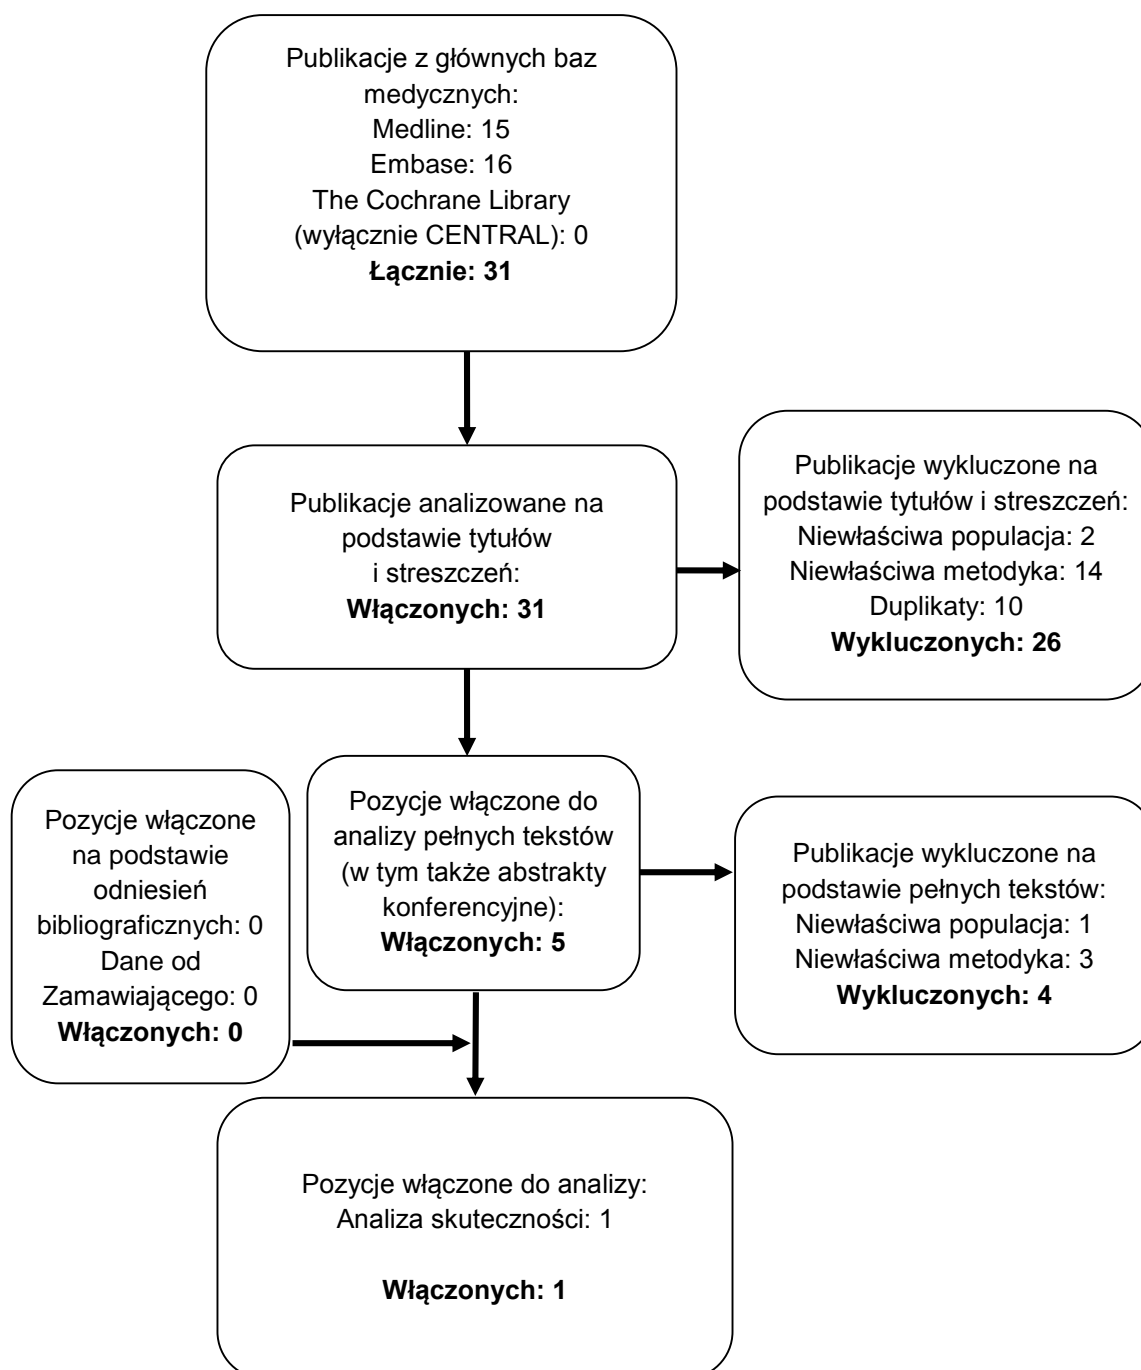 Publikacje z głównych baz
medycznych:
Medline: 15
Embase: 16
The Cochrane Library
(wyłącznie CENTRAL): 0
Łącznie: 31
Publikacje analizowane na
podstawie tytułów
i streszczeń:
Włączonych: 31
Publikacje wykluczone na
podstawie tytułów i streszczeń:
Niewłaściwa populacja: 2
Niewłaściwa metodyka: 14
Duplikaty: 10
Wykluczonych: 26
Pozycje włączone
na podstawie
odniesień
bibliograficznych: 0
Dane od
Zamawiającego: 0
Włączonych: 0
Pozycje włączone do
analizy pełnych tekstów
(w tym także abstrakty
konferencyjne):
Włączonych: 5
Publikacje wykluczone na
podstawie pełnych tekstów:
Niewłaściwa populacja: 1
Niewłaściwa metodyka: 3
Wykluczonych: 4
Pozycje włączone do analizy:
Analiza skuteczności: 1
Włączonych: 1